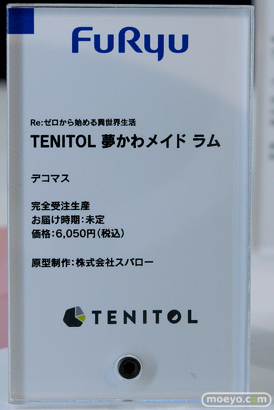 FuRyu
Re:ゼロから始める異世界生活
TENITOL 夢かわメイド ラム
デコマス
完全受注生産
お届け時期:未定
価格:6,050円(税込)
原型制作:株式会社スパロー
TENITOL
moeyo.com